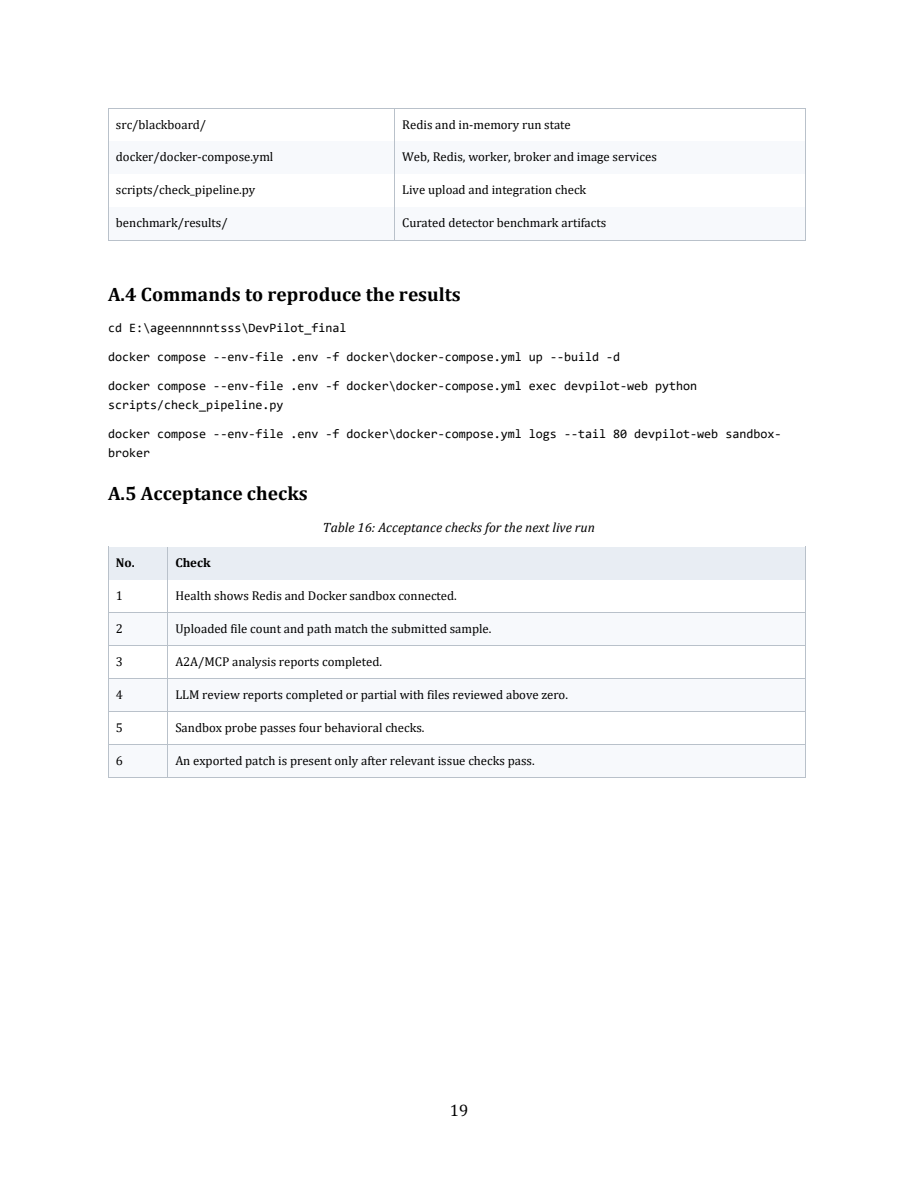 src/blackboard/ Redis and in-memory run state
docker/docker-compose.yml Web, Redis, worker, broker and image services
scripts/check_pipeline.py Live upload and integration check
benchmark/results/ Curated detector benchmark artifacts
A.4 Commands to reproduce the results
cd E:\ageennnnntsss\DevPilot_final
docker compose --env-file .env -f docker\docker-compose.yml up --build -d
docker compose --env-file .env -f docker\docker-compose.yml exec devpilot-web python
scripts/check_pipeline.py
docker compose --env-file .env -f docker\docker-compose.yml logs --tail 80 devpilot-web sandbox-
broker
A.5 Acceptance checks
Table 16: Acceptance checks for the next live run
No. Check
1 Health shows Redis and Docker sandbox connected.
2 Uploaded file count and path match the submitted sample.
3 A2A/MCP analysis reports completed.
4 LLM review reports completed or partial with files reviewed above zero.
5 Sandbox probe passes four behavioral checks.
6 An exported patch is present only after relevant issue checks pass.
19